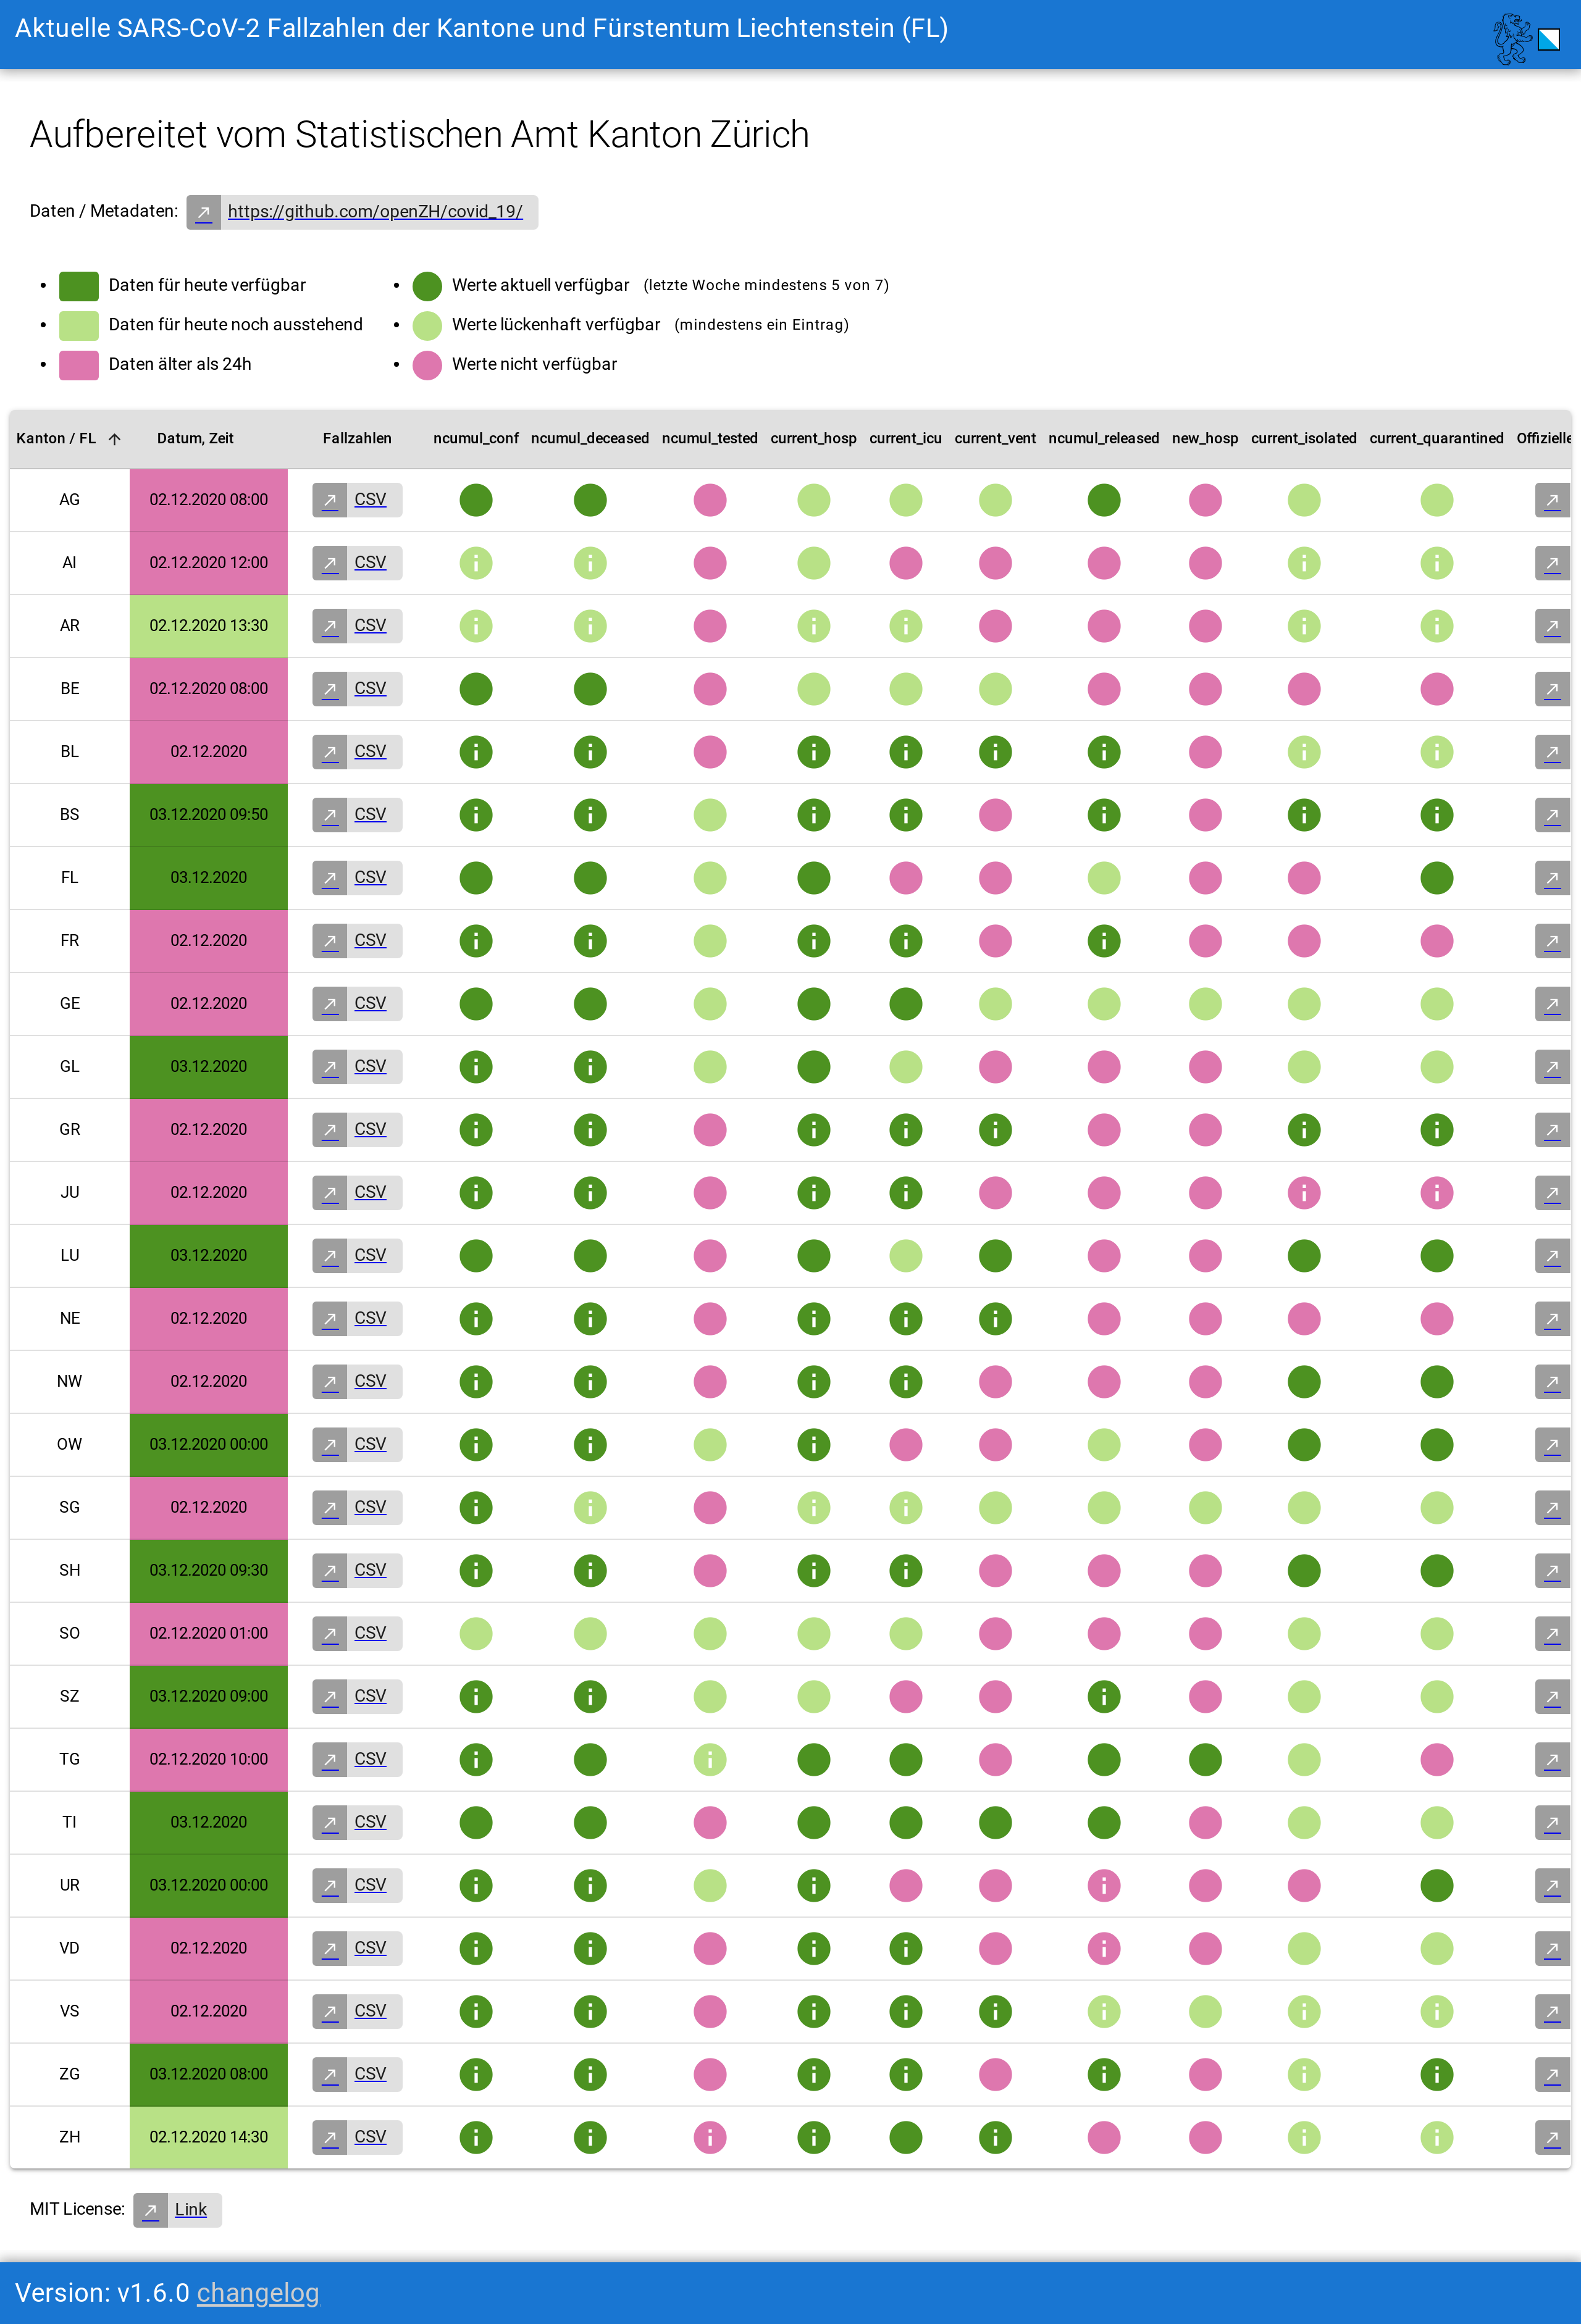 Aktuelle SARS-CoV-2 Fallzahlen der Kantone und Fürstentum Liechtenstein (FL)
Aufbereitet vom Statistischen Amt Kanton Zürich
Daten / Metadaten: https://github.com/openZH/covid_19/
Daten für heute verfügbar
Daten für heute noch ausstehend
Daten älter als 24h
Werte aktuell verfügbar (letzte Woche mindestens 5 von 7)
Werte lückenhaft verfügbar (mindestens ein Eintrag)
Werte nicht verfügbar
Kanton / FL Datum, Zeit Fallzahlen ncumul_conf ncumul_deceased ncumul_tested current_hosp current_icu current_vent ncumul_released new_hosp current_isolated current_quarantined Offizielle
AG 02.12.2020 08:00 CSV
AI 02.12.2020 12:00 CSV
AR 02.12.2020 13:30 CSV
BE 02.12.2020 08:00 CSV
BL 02.12.2020 CSV
BS 03.12.2020 09:50 CSV
FL 03.12.2020 CSV
FR 02.12.2020 CSV
GE 02.12.2020 CSV
GL 03.12.2020 CSV
GR 02.12.2020 CSV
JU 02.12.2020 CSV
LU 03.12.2020 CSV
NE 02.12.2020 CSV
NW 02.12.2020 CSV
OW 03.12.2020 00:00 CSV
SG 02.12.2020 CSV
SH 03.12.2020 09:30 CSV
SO 02.12.2020 01:00 CSV
SZ 03.12.2020 09:00 CSV
TG 02.12.2020 10:00 CSV
TI 03.12.2020 CSV
UR 03.12.2020 00:00 CSV
VD 02.12.2020 CSV
VS 02.12.2020 CSV
ZG 03.12.2020 08:00 CSV
ZH 02.12.2020 14:30 CSV
MIT License: Link
Version: v1.6.0 changelog